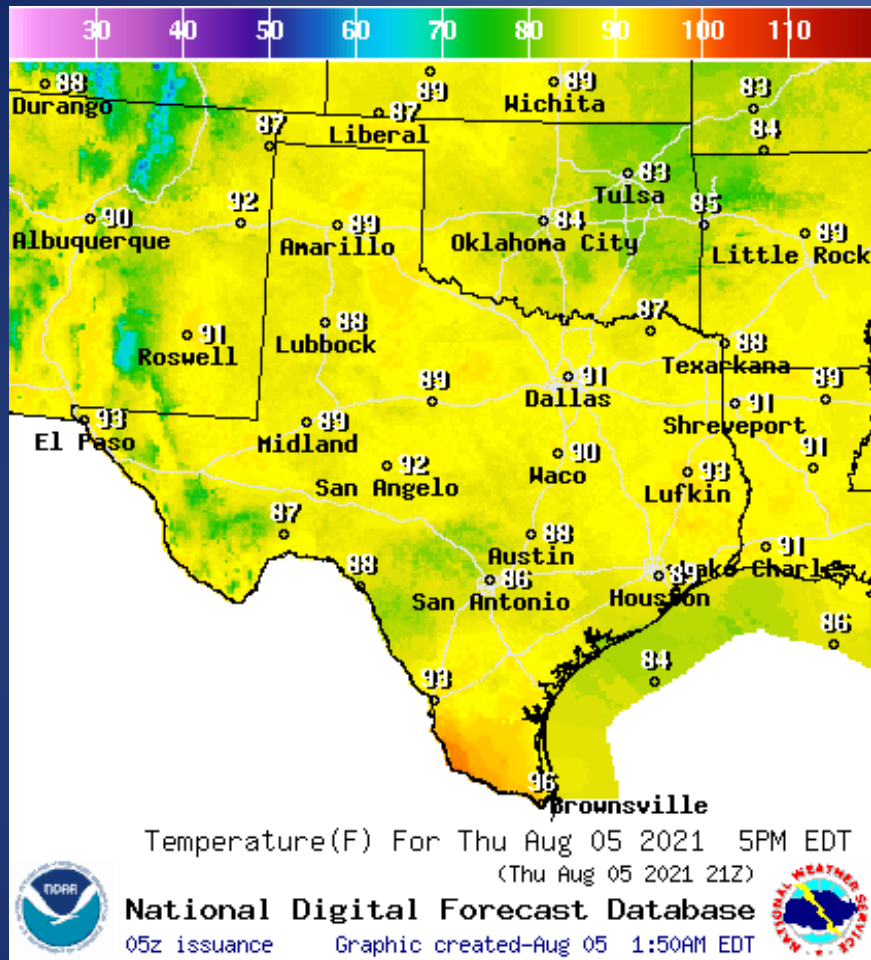 30 40 50 60 70 80 90 100 110
88
Durango
89
87
Liberal
89
Wichita
83
84
87
83
Tulsa
90
Albuquerque
92
89
Amarillo
84
Oklahoma City
85
89
Little Rock
91
Roswell
88
Lubbock
87
88
Texarkana
93
El Paso
89
Midland
89
91
Dallas
91
Shreveport
89
92
San Angelo
90
Waco
93
Lufkin
91
87
88
88
Austin
86
San Antonio
89
Houston
91
Lake Charles
93
84
86
96
Brownsville
Temperature(F) For Thu Aug 05 2021 5PM EDT
(Thu Aug 05 2021 21Z)
National Digital Forecast Database
05z issuance Graphic created-Aug 05 1:50AM EDT
NOAA
NATIONAL WEATHER SERVICE